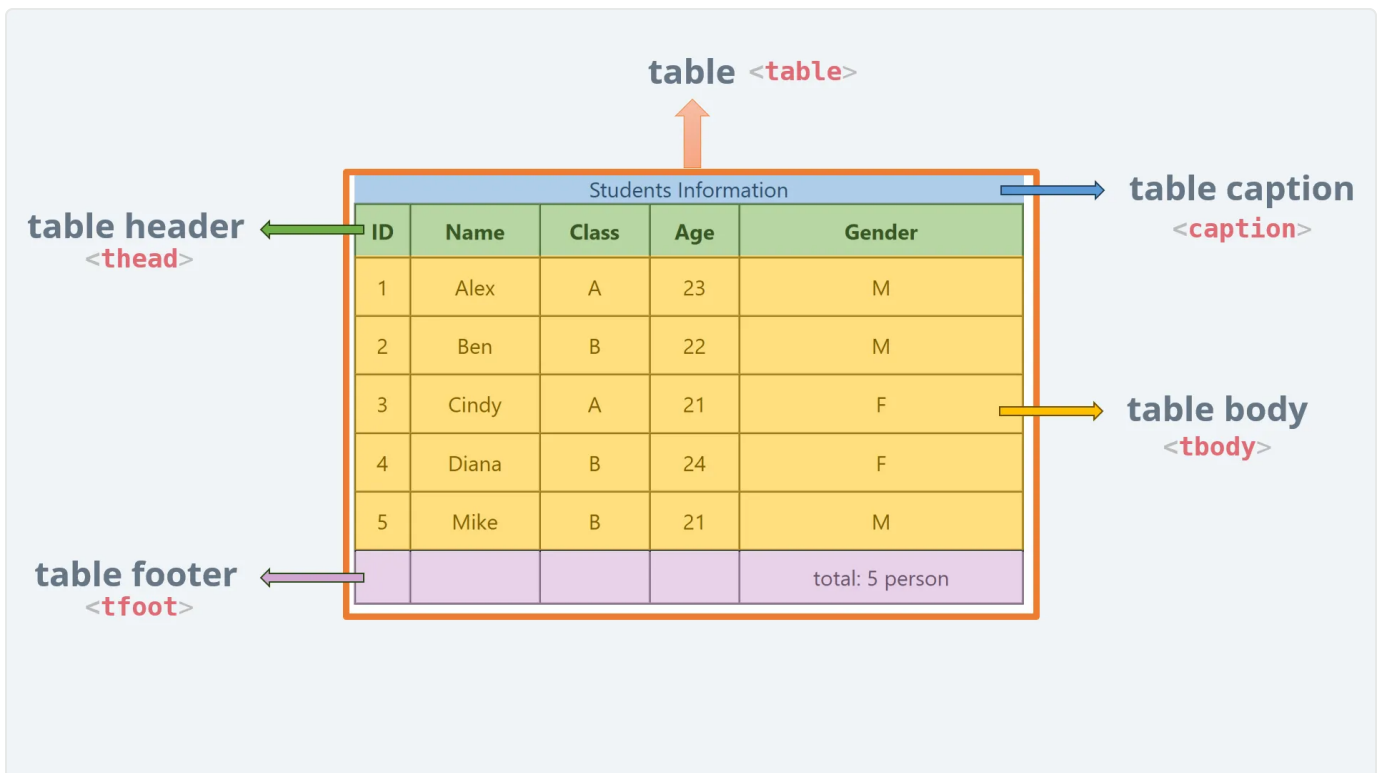 table <table>
Students Information
table caption
<caption>
table header
<thead>
ID Name Class Age Gender
1 Alex A 23 M
2 Ben B 22 M
3 Cindy A 21 F
table body
<tbody>
4 Diana B 24 F
5 Mike B 21 M
table footer
<tfoot>
total: 5 person